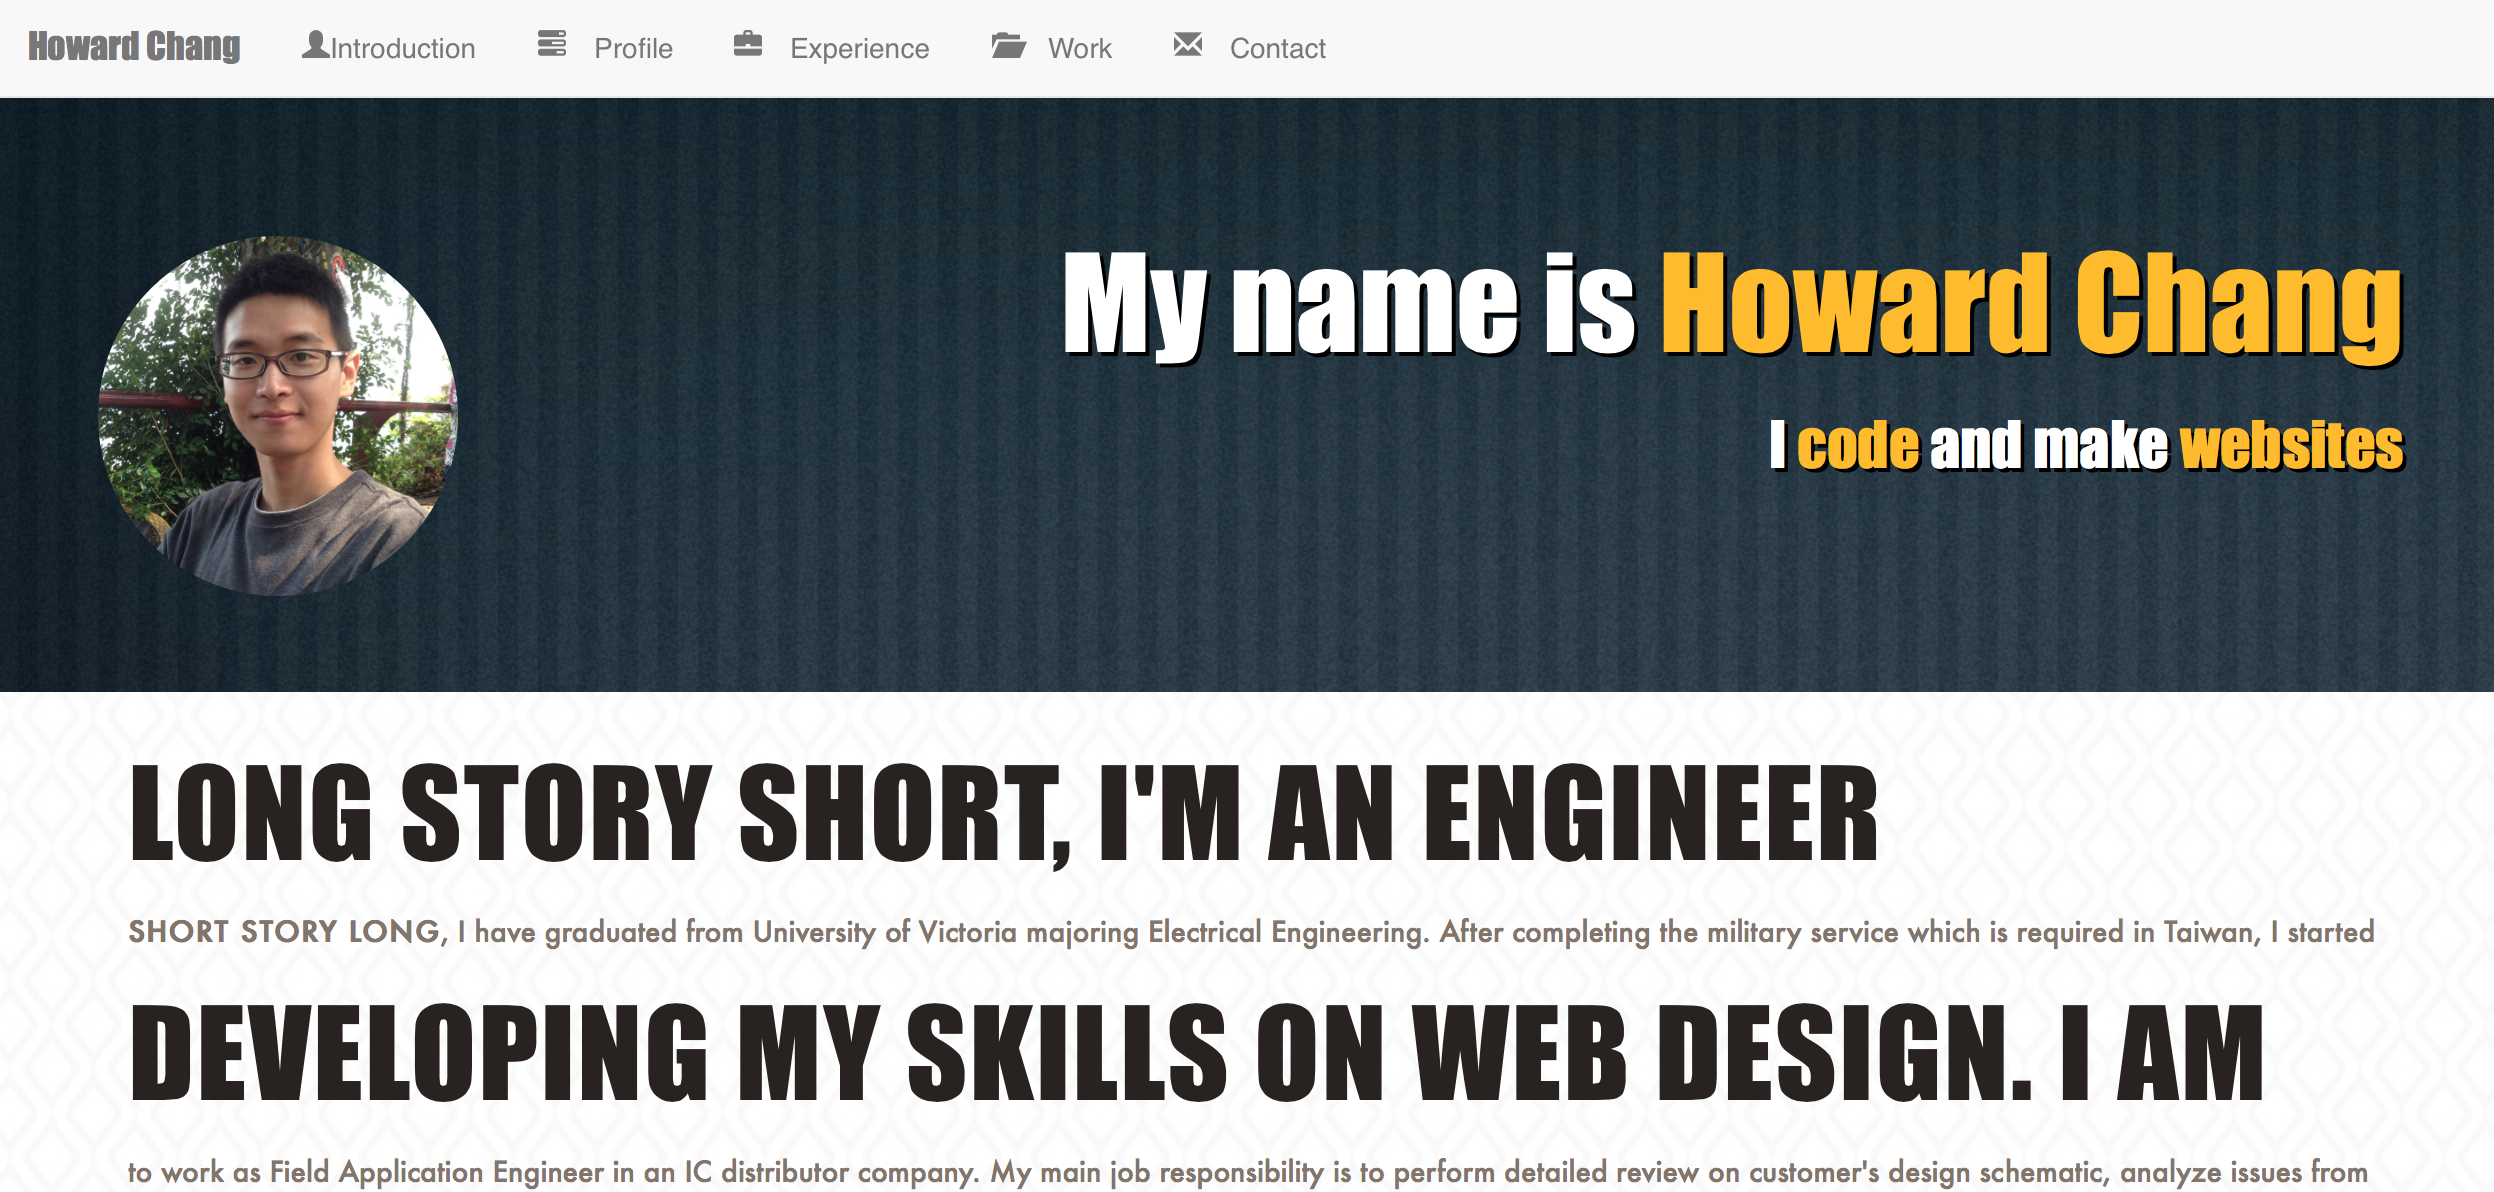 Howard Chang Introduction Profile Experience Work Contact
My name is Howard Chang
I code and make websites
LONG STORY SHORT, I'M AN ENGINEER
SHORT STORY LONG, I have graduated from University of Victoria majoring Electrical Engineering. After completing the military service which is required in Taiwan, I started
DEVELOPING MY SKILLS ON WEB DESIGN. I AM
to work as Field Application Engineer in an IC distributor company. My main job responsibility is to perform detailed review on customer's design schematic, analyze issues from